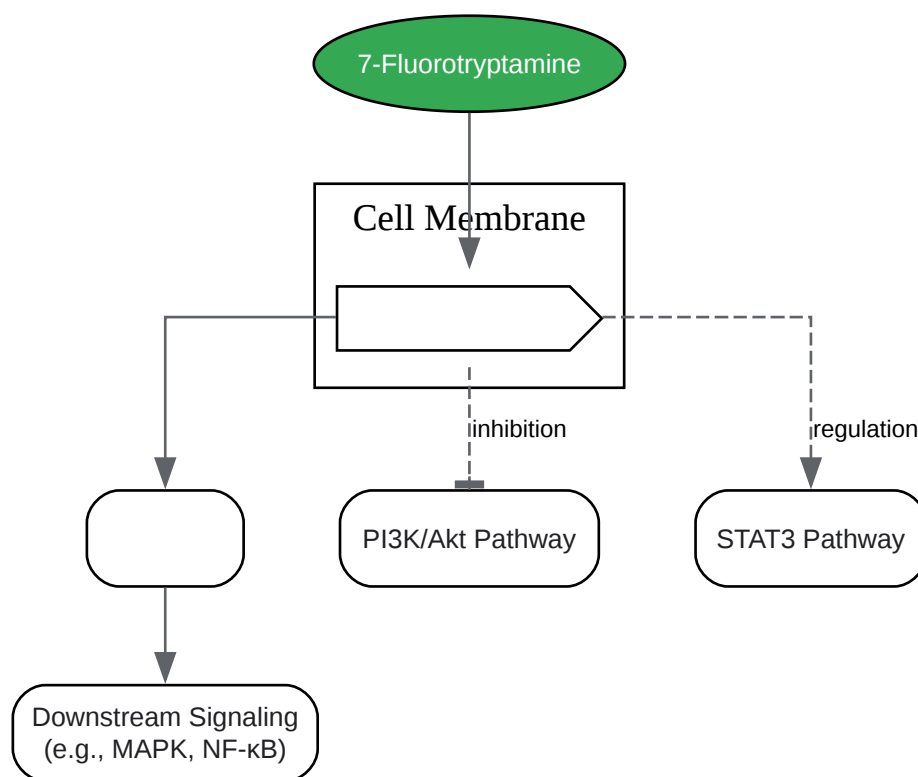 7-Fluorotryptamine
Cell Membrane
inhibition
regulation
PI3K/Akt Pathway
STAT3 Pathway
Downstream Signaling
(e.g., MAPK, NF-κB)